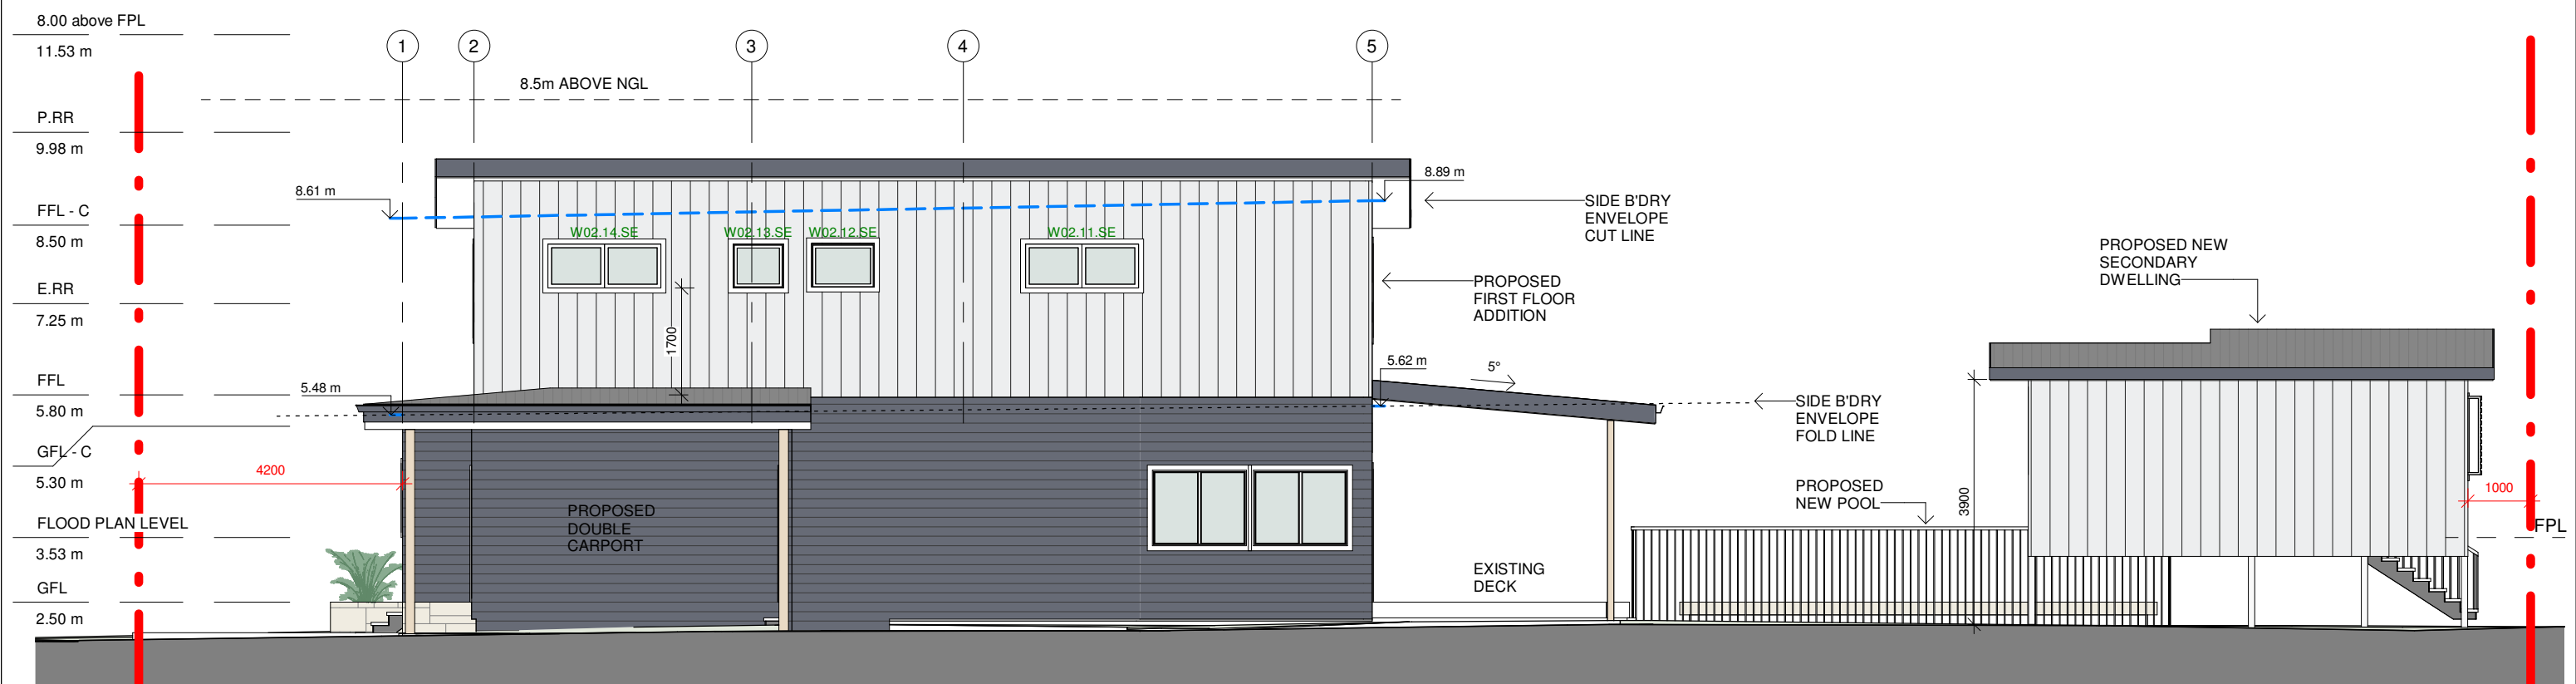 8.00 above FPL
11.53 m
P.RR
9.98 m
FFL - C
8.50 m
E.RR
7.25 m
FFL
5.80 m
GFL - C
5.30 m
FLOOD PLAN LEVEL
3.53 m
GFL
2.50 m
1
2
3
4
5
8.5m ABOVE NGL
8.61 m
8.89 m
SIDE B'DRY
ENVELOPE
CUT LINE
W02.14.SE
W02.13.SE
W02.12.SE
W02.11.SE
PROPOSED
FIRST FLOOR
ADDITION
1700
5.48 m
5.62 m
5°
SIDE B'DRY
ENVELOPE
FOLD LINE
4200
PROPOSED
DOUBLE
CARPORT
EXISTING
DECK
PROPOSED
NEW POOL
3900
PROPOSED NEW
SECONDARY
DWELLING
1000
FPL